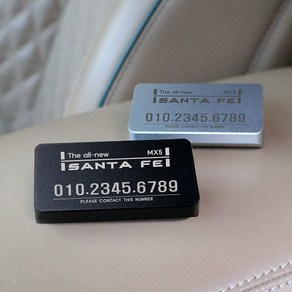 The all-new MX5
SANTA FE
010.2345.6789
PLEASE CONTACT THIS NUMBER
The all-new MX5
SANTA FE
010.2345.6789
PLEASE CONTACT THIS NUMBER